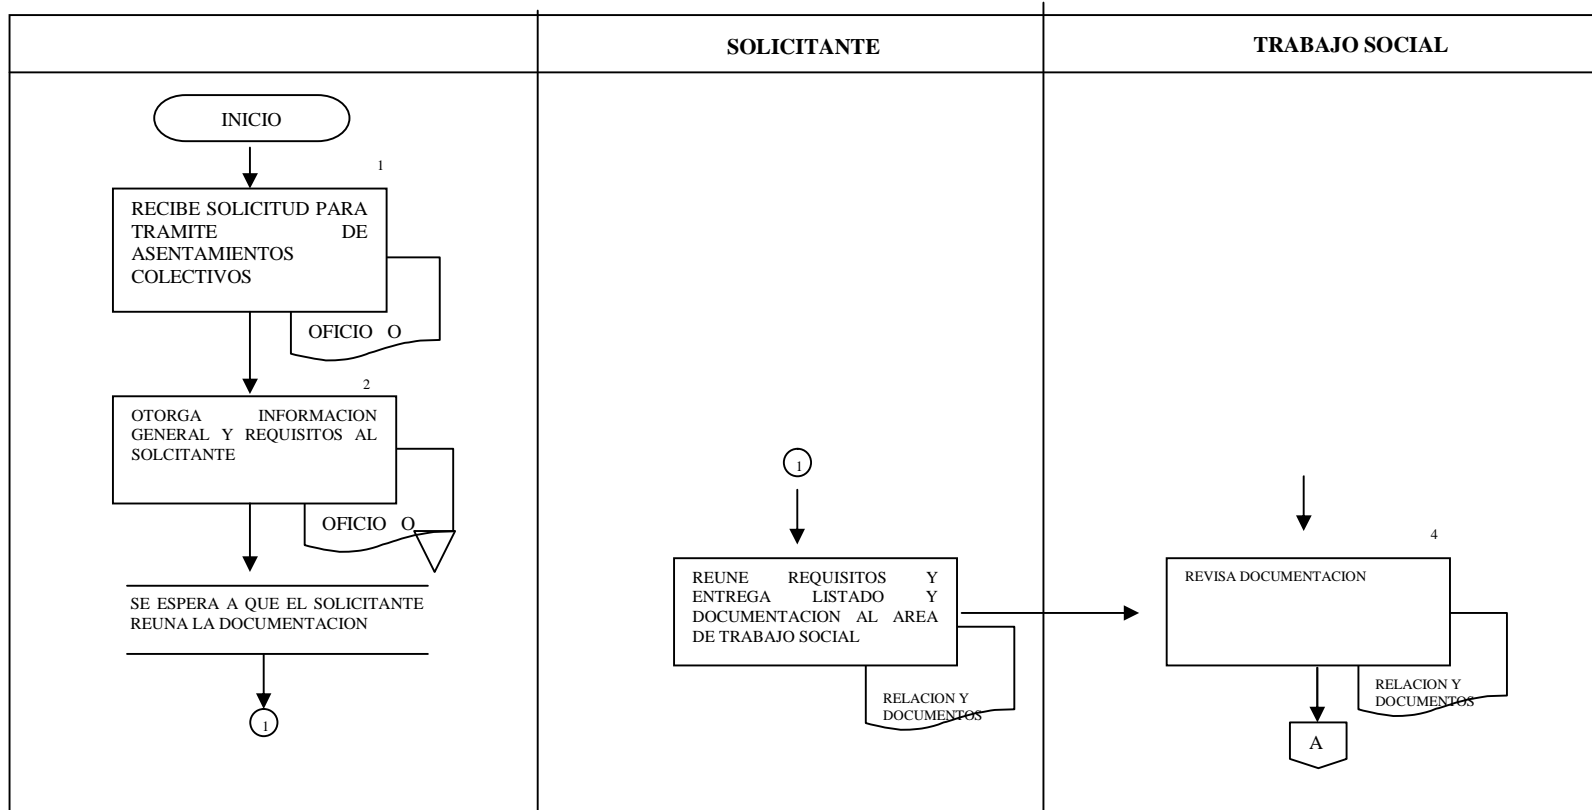 SOLICITANTE
TRABAJO SOCIAL
INICIO
1
RECIBE SOLICITUD PARA
TRAMITE DE
ASENTAMIENTOS
COLECTIVOS
OFICIO O
2
OTORGA INFORMACION
GENERAL Y REQUISITOS AL
SOLCITANTE
OFICIO O
SE ESPERA A QUE EL SOLICITANTE
REUNA LA DOCUMENTACION
1
1
REUNE REQUISITOS Y
ENTREGA LISTADO Y
DOCUMENTACION AL AREA
DE TRABAJO SOCIAL
RELACION Y
DOCUMENTOS
4
REVISA DOCUMENTACION
RELACION Y
DOCUMENTOS
A